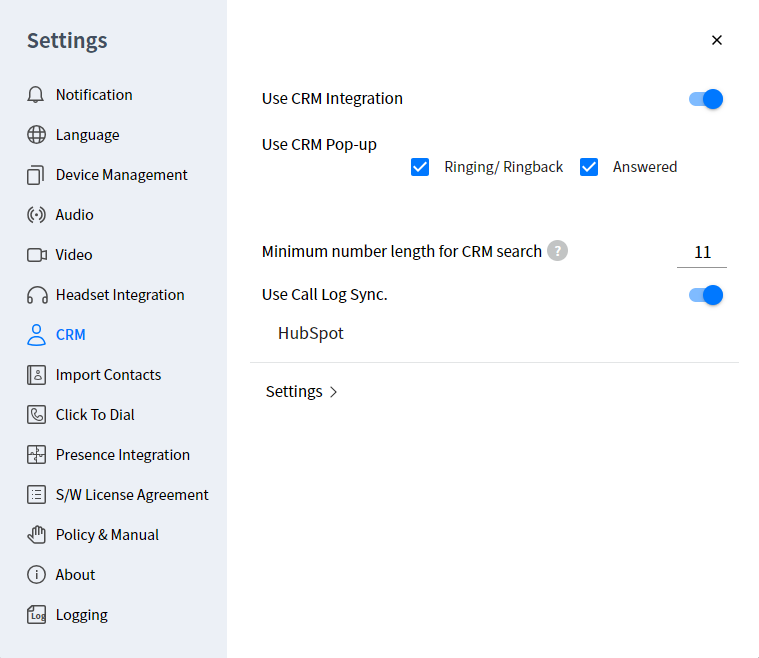 Settings
Notification
Language
Device Management
Audio
Video
Headset Integration
CRM
Import Contacts
Click To Dial
Presence Integration
S/W License Agreement
Policy & Manual
About
Log
Logging
Use CRM Integration
Use CRM Pop-up
Ringing/ Ringback
Answered
Minimum number length for CRM search ?
11
Use Call Log Sync.
HubSpot
Settings